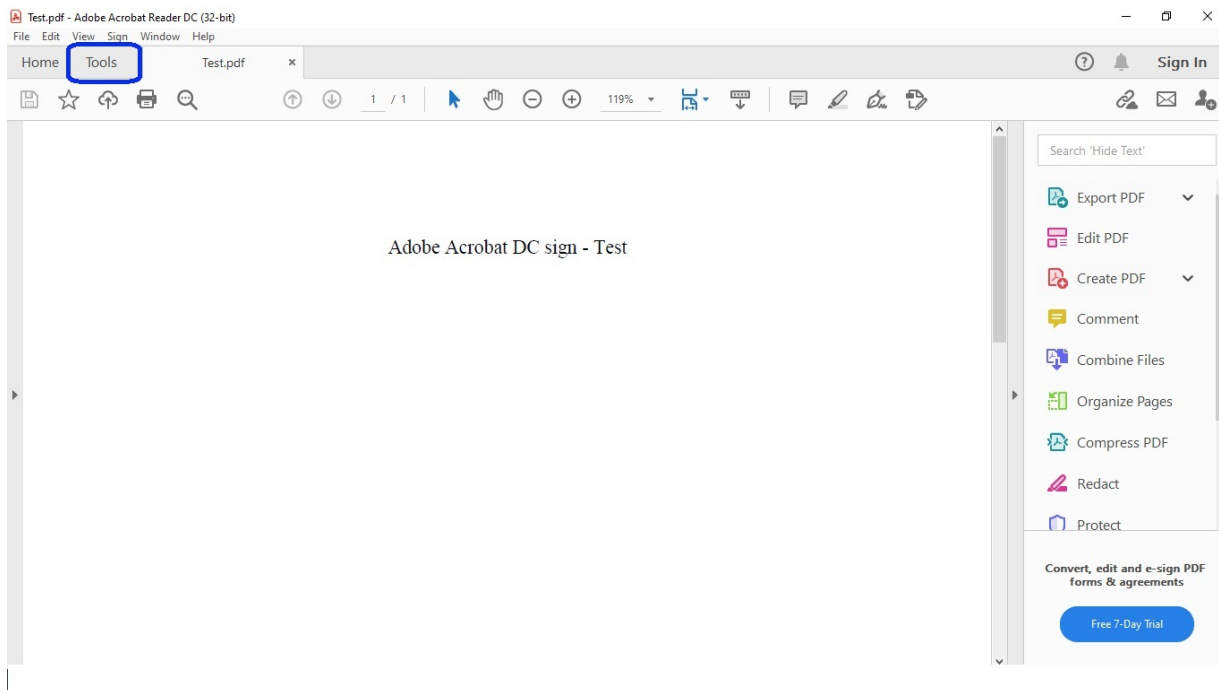 Test.pdf - Adobe Acrobat Reader DC (32-bit)
File Edit View Sign Window Help
Home Tools Test.pdf × Sign In
1 / 1 119%
Search 'Hide Text'
Export PDF
Adobe Acrobat DC sign - Test
Edit PDF
Create PDF
Comment
Combine Files
Organize Pages
Compress PDF
Redact
Protect
Convert, edit and e-sign PDF
forms & agreements
Free 7-Day Trial